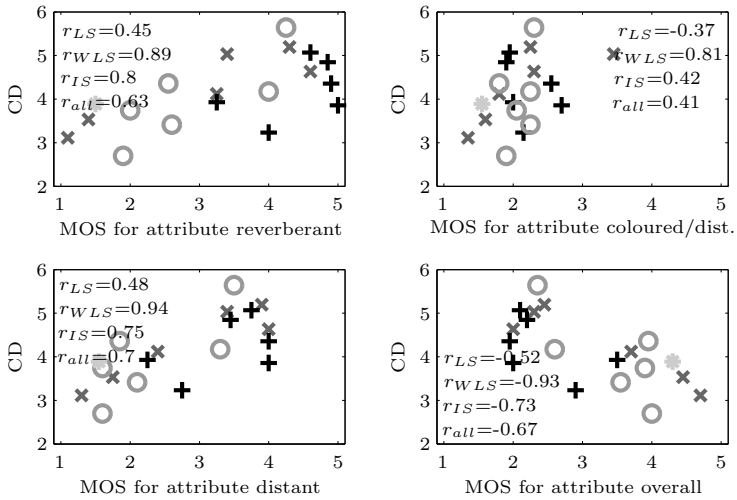 6
5
4
3
2
CD
r_LS=0.45
r_WLS=0.89
r_IS=0.8
r_all=0.63
1 2 3 4 5
MOS for attribute reverberant
6
5
4
3
2
CD
r_LS=-0.37
r_WLS=0.81
r_IS=0.42
r_all=0.41
1 2 3 4 5
MOS for attribute coloured/dist.
6
5
4
3
2
CD
r_LS=0.48
r_WLS=0.94
r_IS=0.75
r_all=0.7
1 2 3 4 5
MOS for attribute distant
6
5
4
3
2
CD
r_LS=-0.52
r_WLS=-0.93
r_IS=-0.73
r_all=-0.67
1 2 3 4 5
MOS for attribute overall